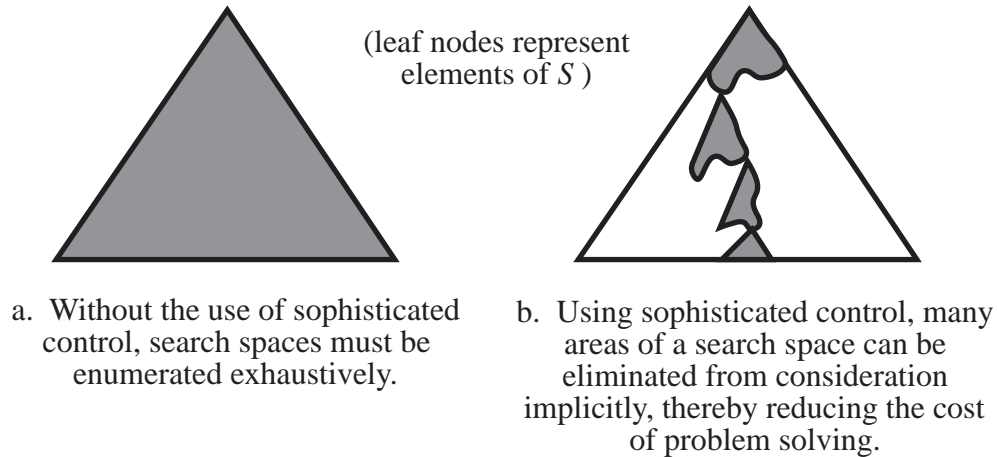 (leaf nodes represent
elements of S )
a. Without the use of sophisticated
control, search spaces must be
enumerated exhaustively.
b. Using sophisticated control, many
areas of a search space can be
eliminated from consideration
implicitly, thereby reducing the cost
of problem solving.